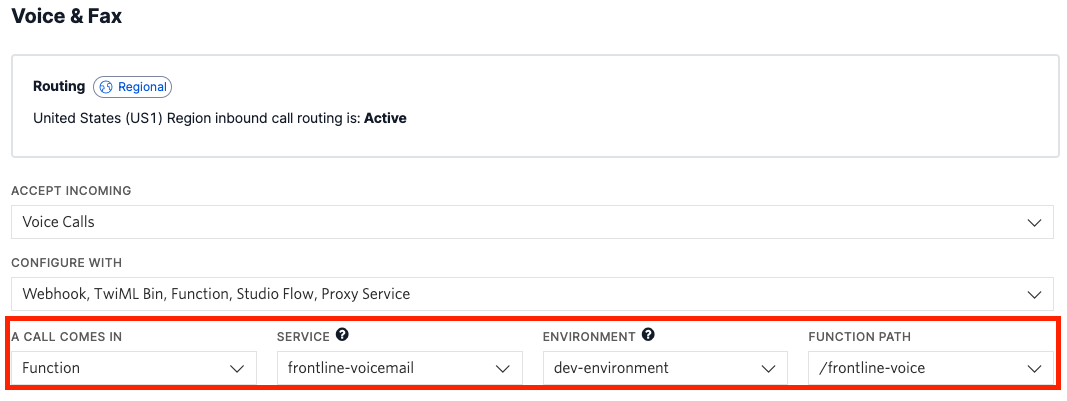 Voice & Fax
Routing Regional
United States (US1) Region inbound call routing is: Active
ACCEPT INCOMING
Voice Calls
CONFIGURE WITH
Webhook, TwiML Bin, Function, Studio Flow, Proxy Service
A CALL COMES IN SERVICE ? ENVIRONMENT ? FUNCTION PATH
Function frontline-voicemail dev-environment /frontline-voice